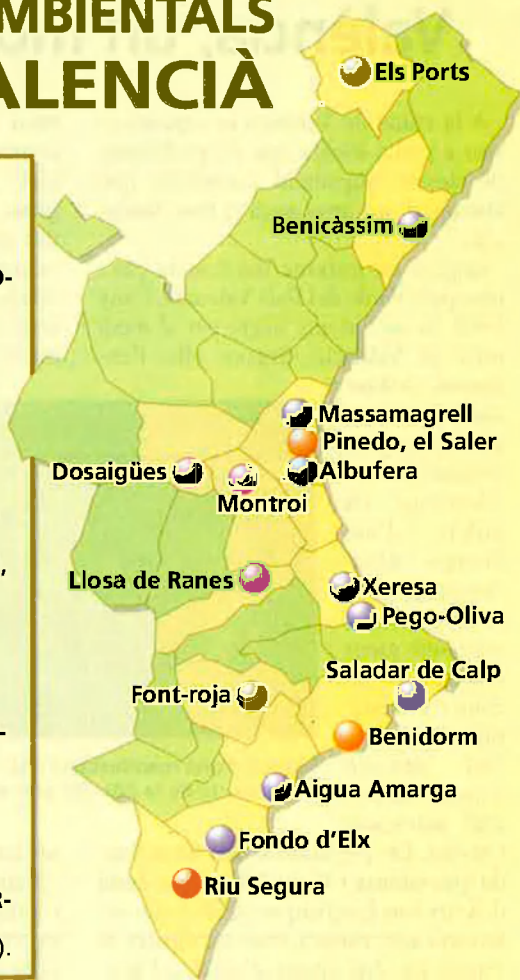 MBIENTALS
ALENCIÀ
Els Ports
Benicàssim
Massamagrell
Pinedo, el Saler
Dosaigües
Albufera
Montroi
Llosa de Ranes
Xeresa
Pego-Oliva
Saladar de Calp
Font-roja
Benidorm
Aigua Amarga
Fondo d'Elx
Riu Segura